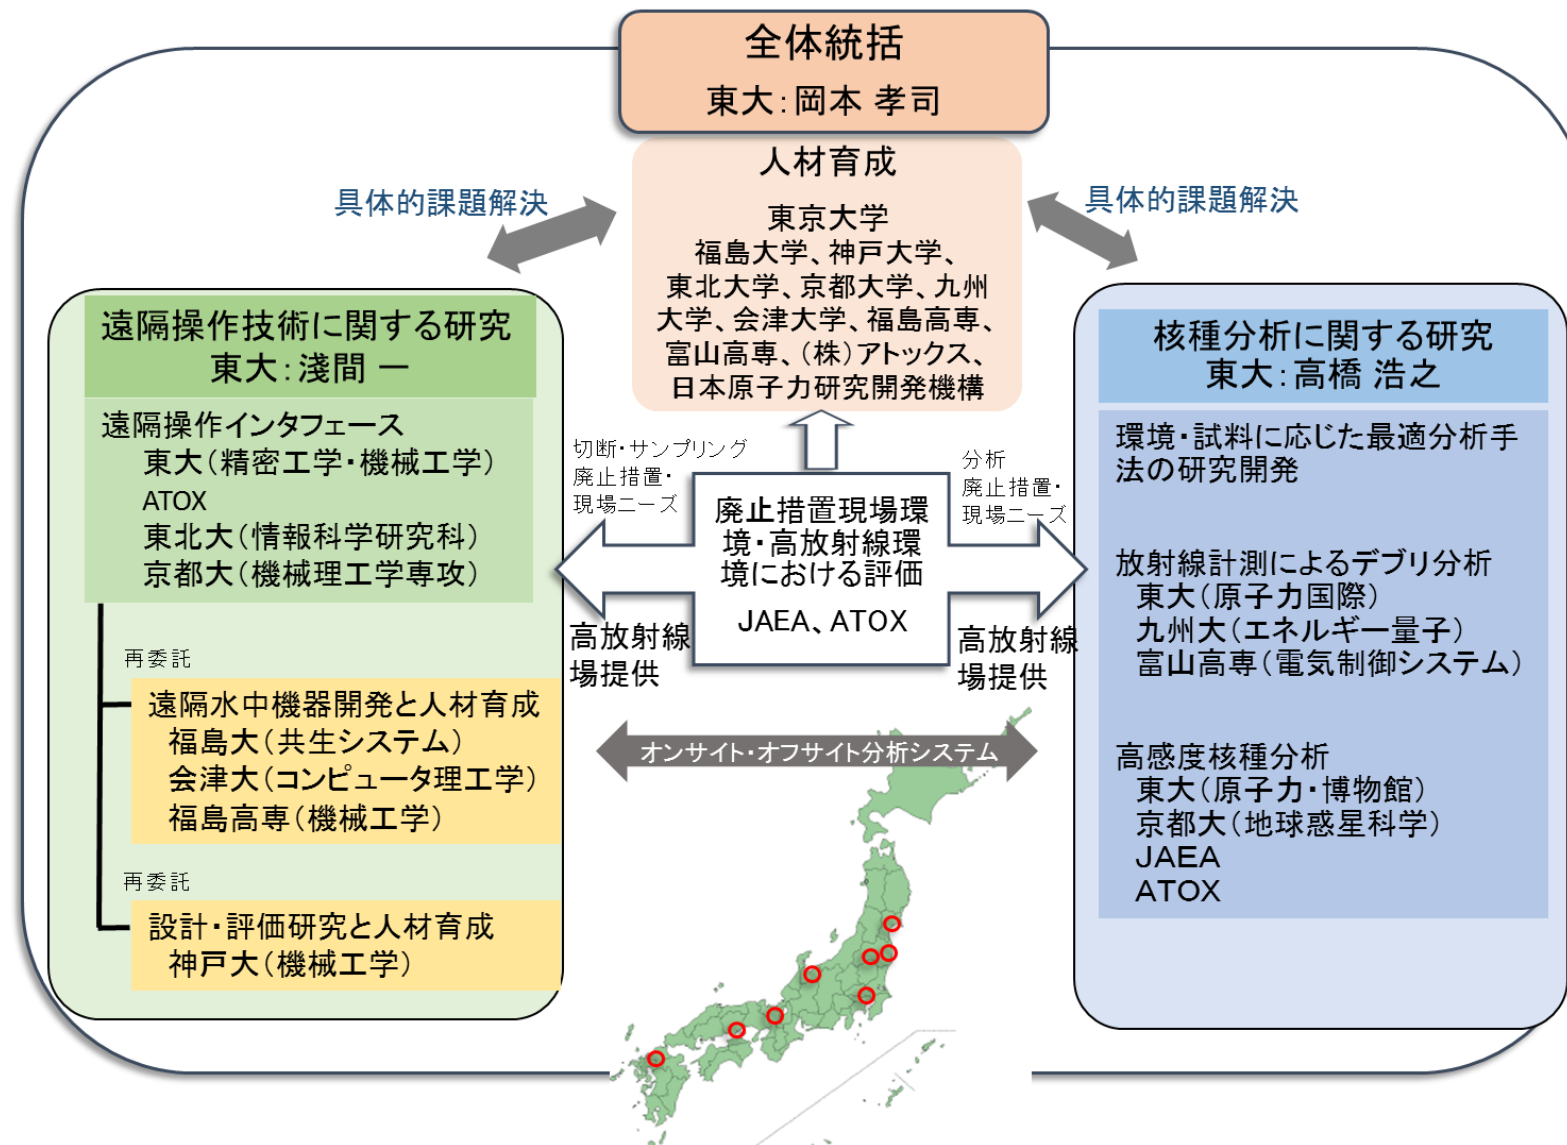 全体統括
東大：岡本 孝司
人材育成
東京大学
福島大学、神戸大学、
東北大学、京都大学、九州
大学、会津大学、福島高専、
富山高専、（株）アトックス、
日本原子力研究開発機構
具体的課題解決
具体的課題解決
遠隔操作技術に関する研究
東大：淺間 一
遠隔操作インタフェース
東大（精密工学・機械工学）
ATOX
東北大（情報科学研究科）
京都大（機械理工学専攻）
再委託
遠隔水中機器開発と人材育成
福島大（共生システム）
会津大（コンピュータ理工学）
福島高専（機械工学）
再委託
設計・評価研究と人材育成
神戸大（機械工学）
切断・サンプリング
廃止措置・
現場ニーズ
高放射線
場提供
廃止措置現場環
境・高放射線環
境における評価
JAEA、ATOX
分析
廃止措置・
現場ニーズ
高放射線
場提供
オンサイト・オフサイト分析システム
核種分析に関する研究
東大：高橋 浩之
環境・試料に応じた最適分析手
法の研究開発
放射線計測によるデブリ分析
東大（原子力国際）
九州大（エネルギー量子）
富山高専（電気制御システム）
高感度核種分析
東大（原子力・博物館）
京都大（地球惑星科学）
JAEA
ATOX